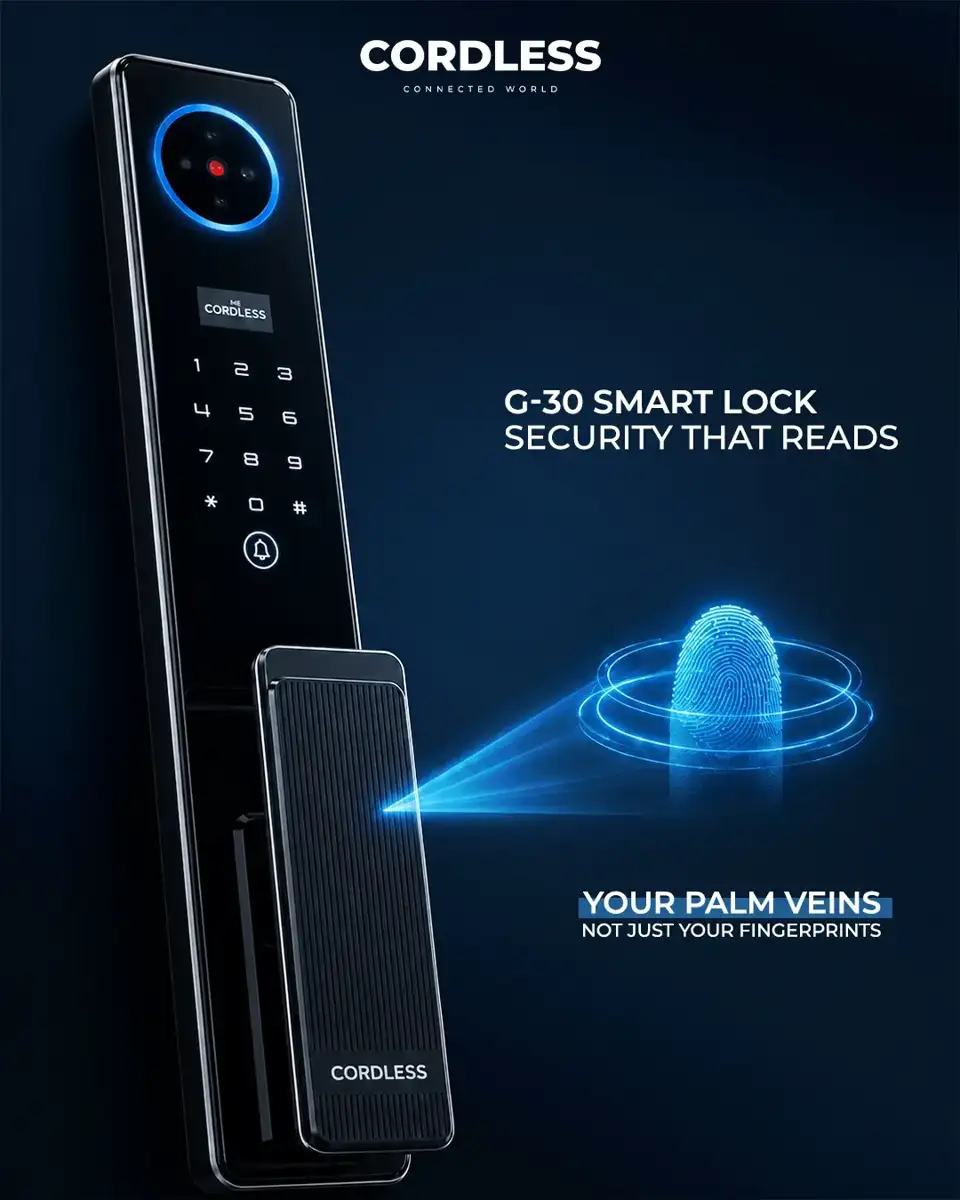 CORDLESS
CONNECTED WORLD
ME
CORDLESS
1 2 3
4 5 6
7 8 9
* 0 #
G-30 SMART LOCK
SECURITY THAT READS
YOUR PALM VEINS
NOT JUST YOUR FINGERPRINTS
CORDLESS